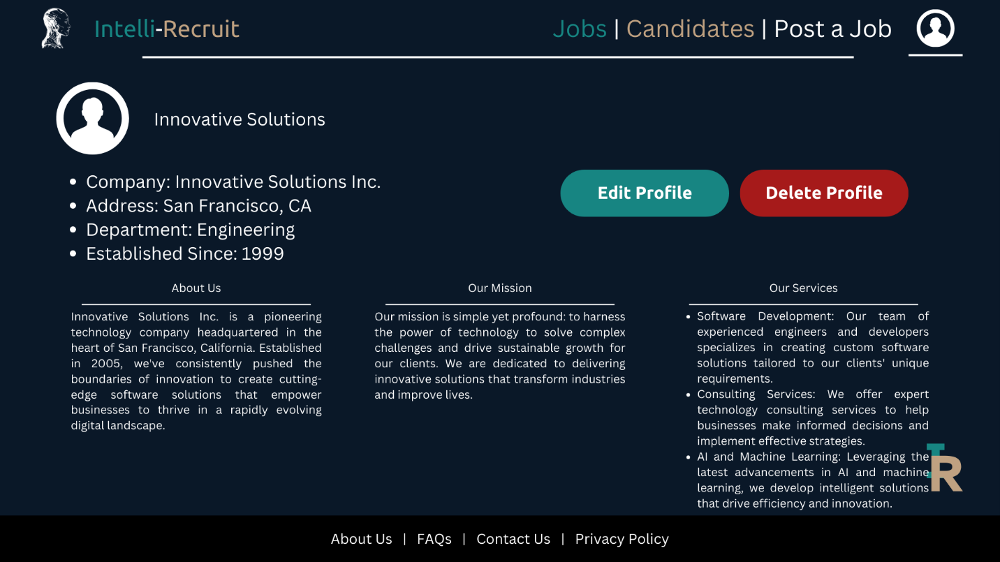 Intelli-Recruit
Jobs | Candidates | Post a Job
Innovative Solutions
• Company: Innovative Solutions Inc.
• Address: San Francisco, CA
• Department: Engineering
• Established Since: 1999
Edit Profile
Delete Profile
About Us
Innovative Solutions Inc. is a pioneering
technology company headquartered in the
heart of San Francisco, California. Established
in 2005, we've consistently pushed the
boundaries of innovation to create cutting-
edge software solutions that empower
businesses to thrive in a rapidly evolving
digital landscape.
Our Mission
Our mission is simple yet profound: to harness
the power of technology to solve complex
challenges and drive sustainable growth for
our clients. We are dedicated to delivering
innovative solutions that transform industries
and improve lives.
Our Services
• Software Development: Our team of
experienced engineers and developers
specializes in creating custom software
solutions tailored to our clients' unique
requirements.
• Consulting Services: We offer expert
technology consulting services to help
businesses make informed decisions and
implement effective strategies.
• AI and Machine Learning: Leveraging the
latest advancements in AI and machine
learning, we develop intelligent solutions
that drive efficiency and innovation.
IR
About Us | FAQs | Contact Us | Privacy Policy